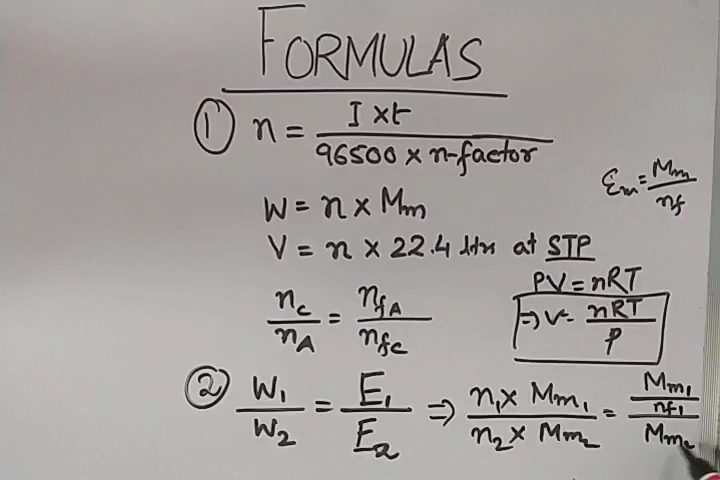 FORMULAS
① n = I x t / 96500 x n-factor
Em = Mm / nf
W = n x Mm
V = n x 22.4 ltrs at STP
PV = nRT
nc / nA = nfA / nfc
⇒ V = nRT / P
② W1 / W2 = E1 / E2 ⇒ n1 x Mm1 / n2 x Mm2 = Mm1 / nf1 / Mm2